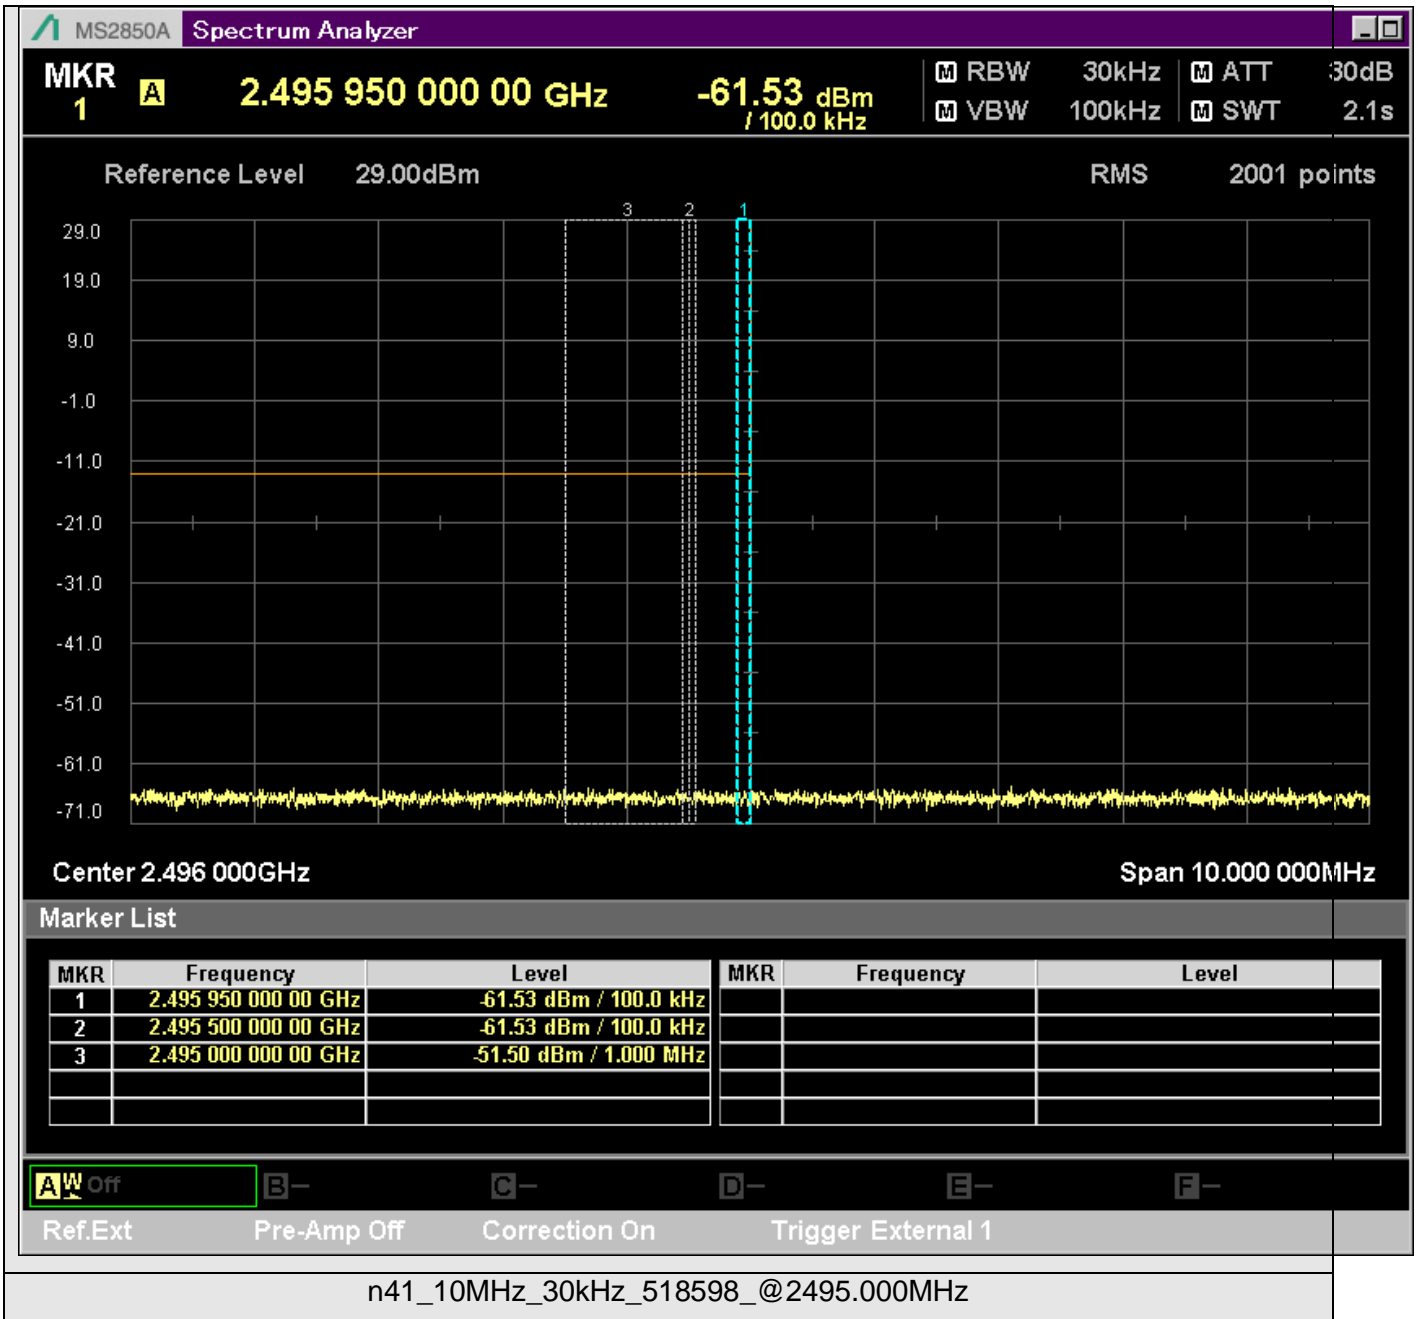 MS2850A Spectrum Analyzer
MKR 1 A 2.495 950 000 00 GHz -61.53 dBm / 100.0 kHz
M RBW 30kHz M ATT 30dB
M VBW 100kHz M SWT 2.1s
Reference Level 29.00dBm RMS 2001 points
3 2 1
29.0
19.0
9.0
-1.0
-11.0
-21.0
-31.0
-41.0
-51.0
-61.0
-71.0
Center 2.496 000GHz Span 10.000 000MHz
Marker List
MKR Frequency Level MKR Frequency Level
1 2.495 950 000 00 GHz -61.53 dBm / 100.0 kHz
2 2.495 500 000 00 GHz -61.53 dBm / 100.0 kHz
3 2.495 000 000 00 GHz -51.50 dBm / 1.000 MHz
A W Off B C D E F
Ref.Ext Pre-Amp Off Correction On Trigger External 1
n41_10MHz_30kHz_518598_@2495.000MHz